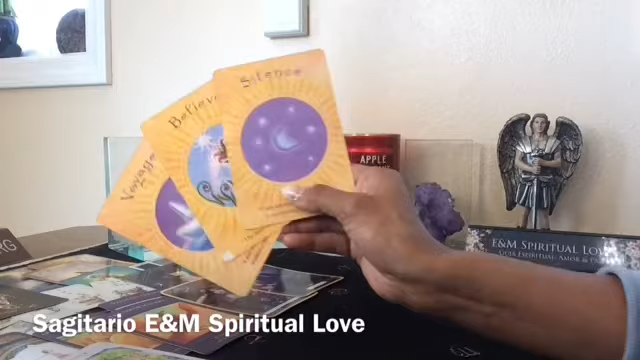 Silence
Believe
Voyage
APPLE
E&M SPIRITUAL LOVE
Sagitario E&M Spiritual Love